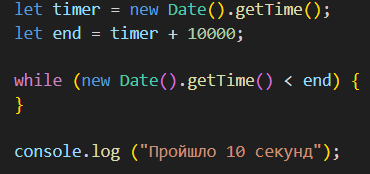 let timer = new Date().getTime();
let end = timer + 10000;
while (new Date().getTime() < end) {
}
console.log ("Пройшло 10 секунд");